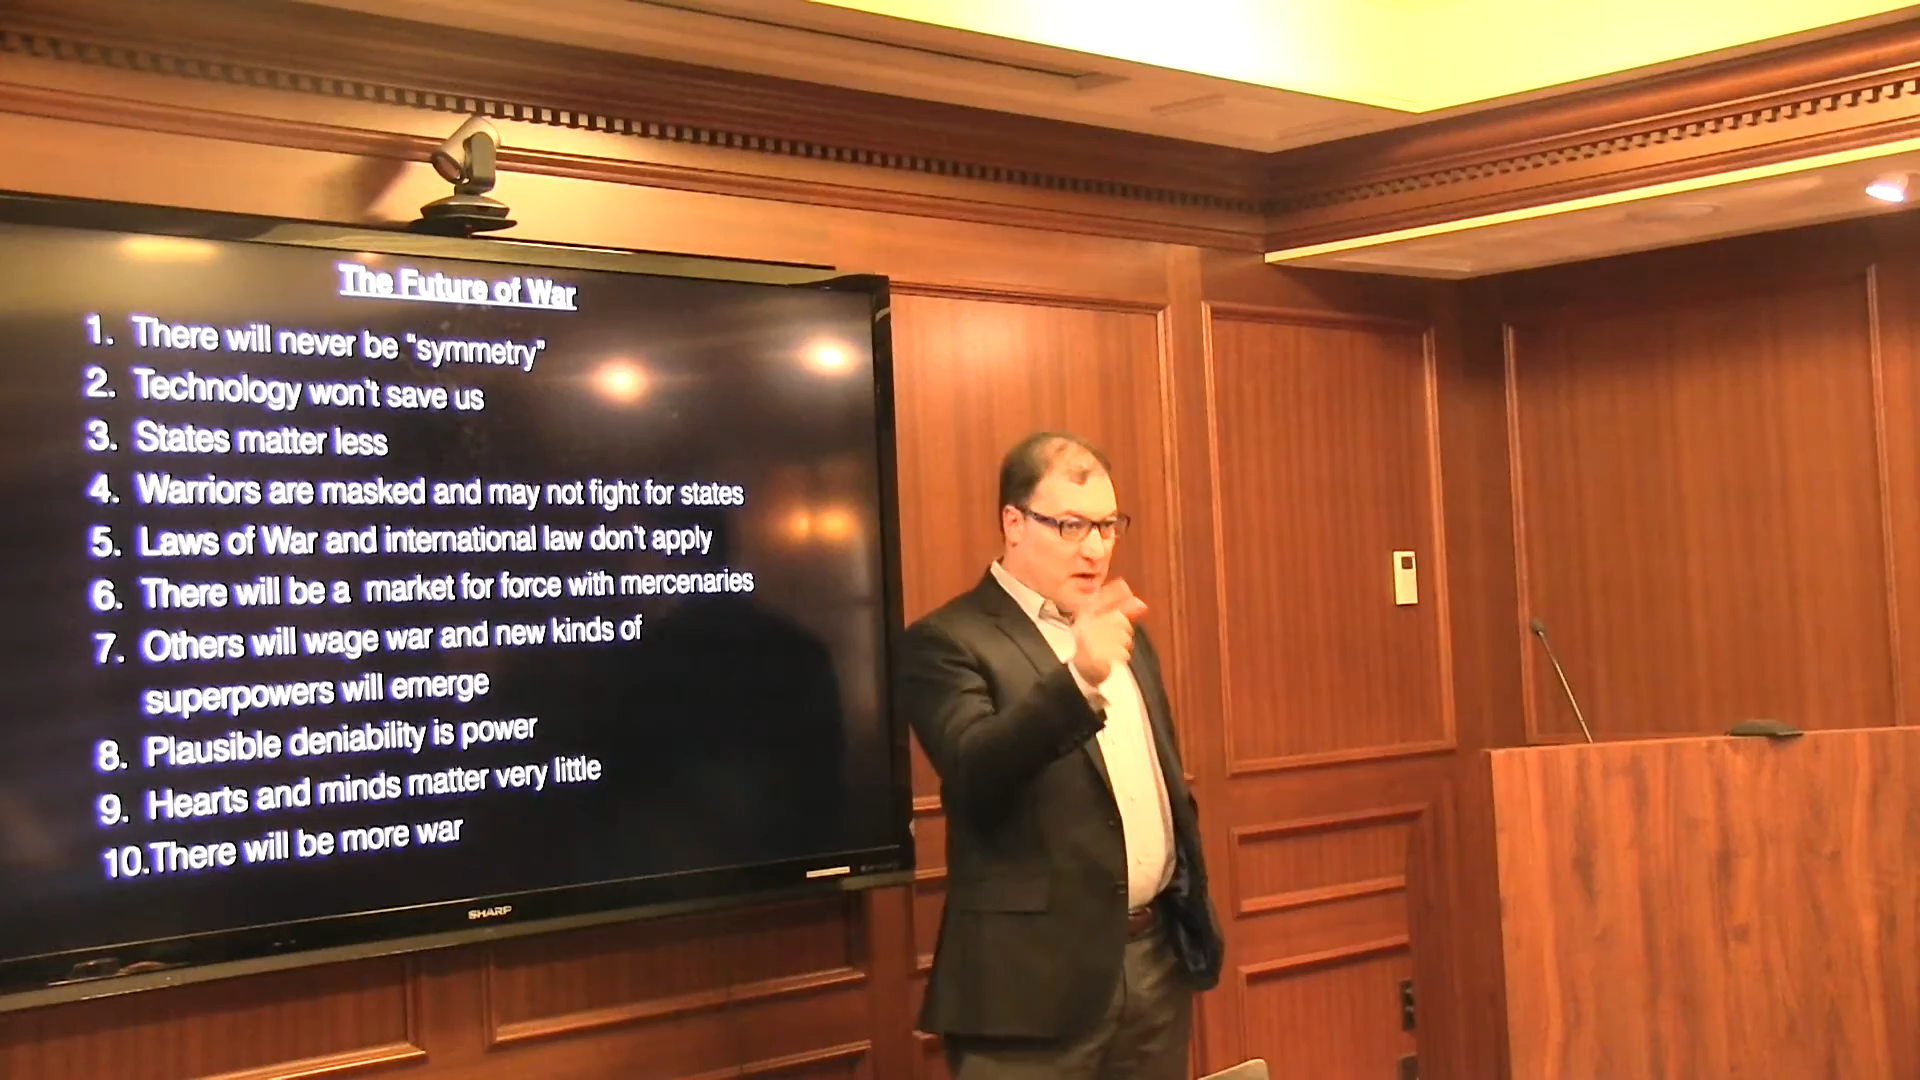 The Future of War
1. There will never be “symmetry”
2. Technology won't save us
3. States matter less
4. Warriors are masked and may not fight for states
5. Laws of War and international law don't apply
6. There will be a market for force with mercenaries
7. Others will wage war and new kinds of
superpowers will emerge
8. Plausible deniability is power
9. Hearts and minds matter very little
10.There will be more war
SHARP